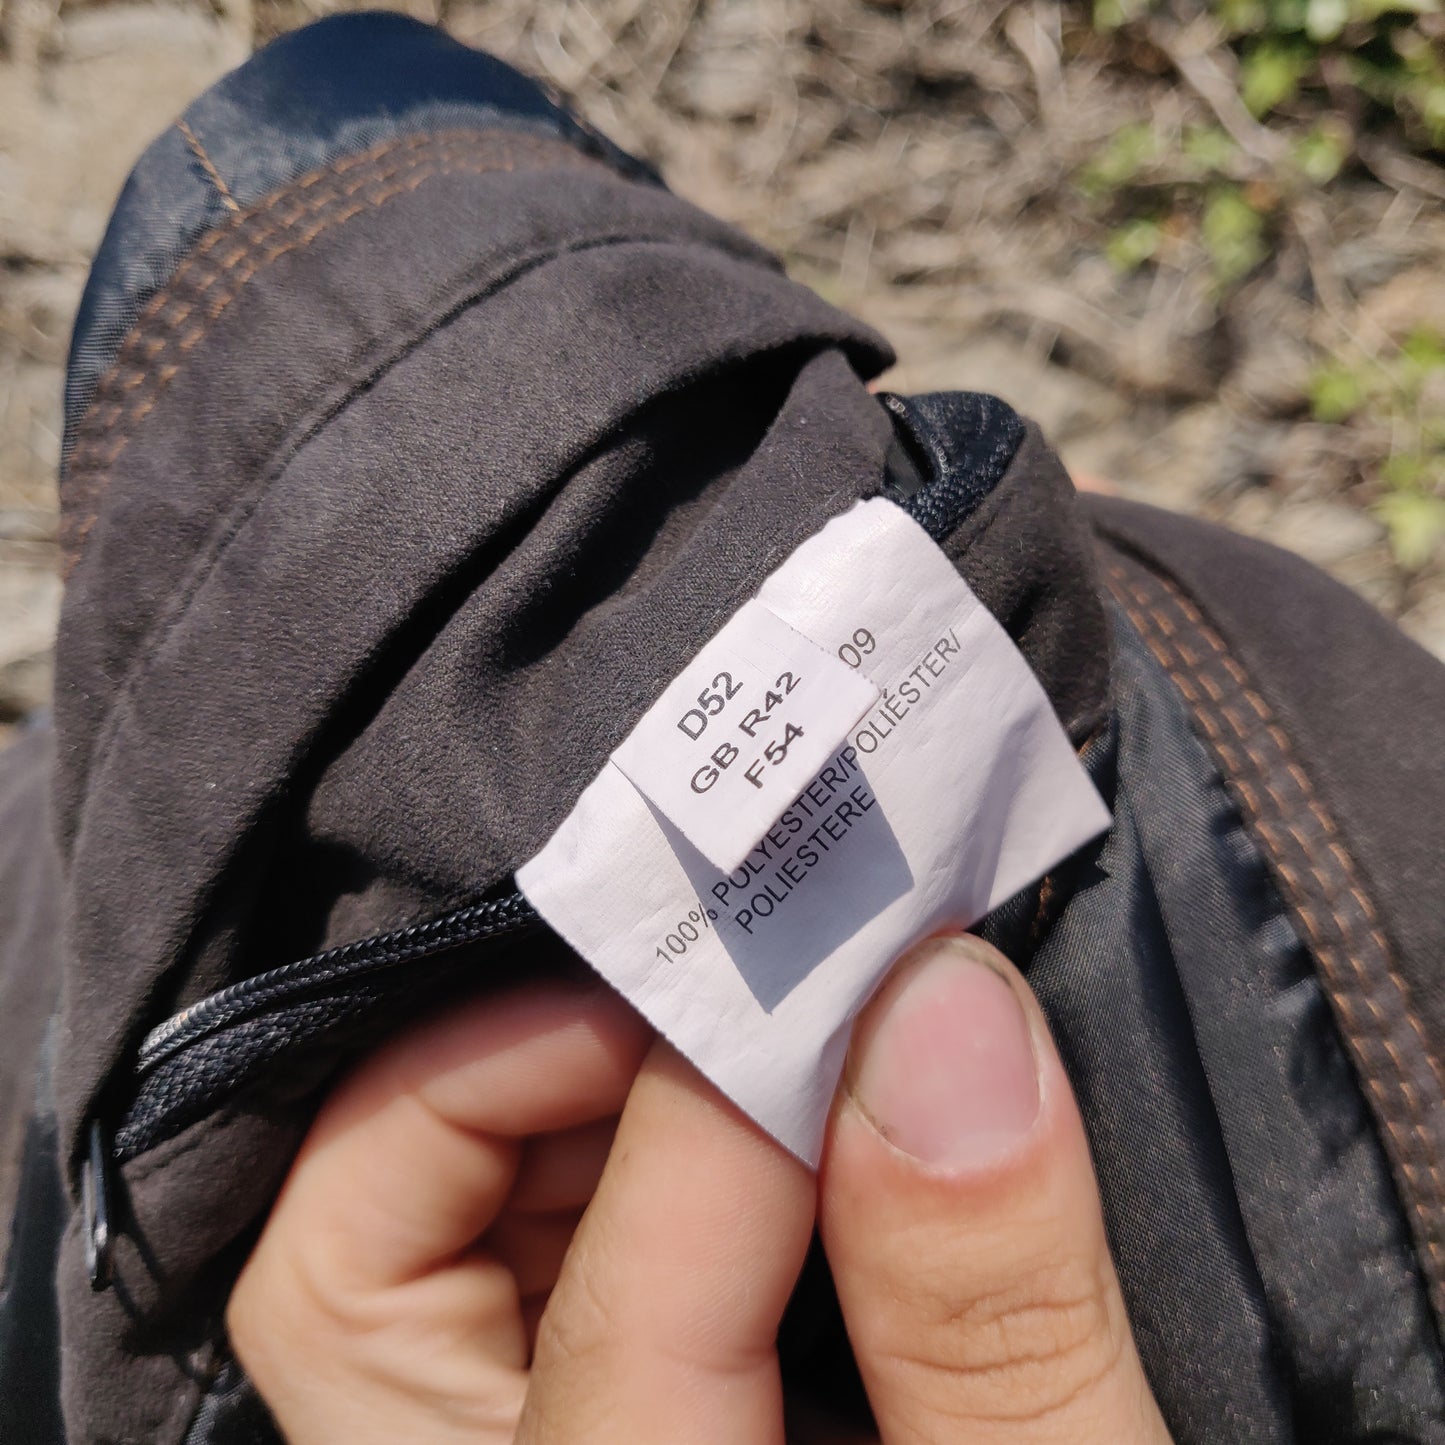 D52
GB R42
F54
09
100% POLYESTER/POLIÉSTER/
POLIESTERE